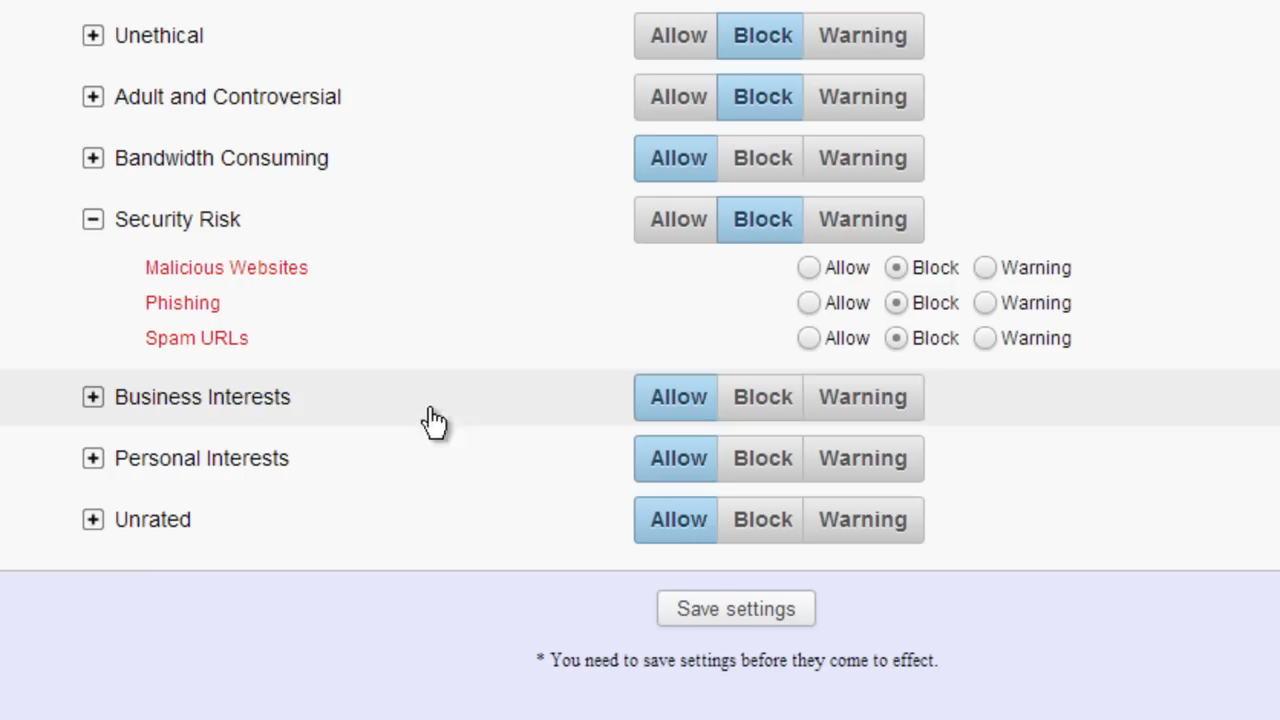 Unethical Allow Block Warning
Adult and Controversial Allow Block Warning
Bandwidth Consuming Allow Block Warning
Security Risk Allow Block Warning
Malicious Websites Allow Block Warning
Phishing Allow Block Warning
Spam URLs Allow Block Warning
Business Interests Allow Block Warning
Personal Interests Allow Block Warning
Unrated Allow Block Warning
Save settings
* You need to save settings before they come to effect.